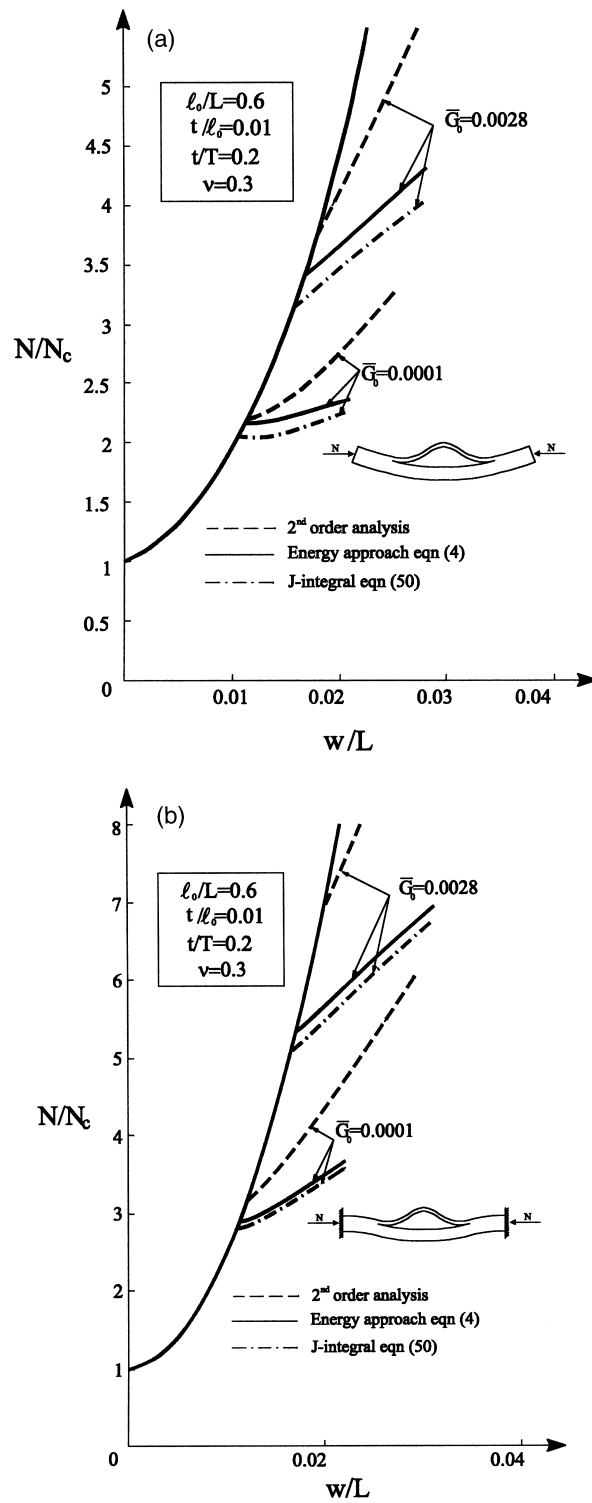 (a)
ℓ₀/L=0.6
t/ℓ₀=0.01
t/T=0.2
ν=0.3
5
4.5
4
3.5
3
2.5
2
1.5
1
0.5
0
N/Nc
G̅₀=0.0028
G̅₀=0.0001
N
N
2nd order analysis
Energy approach eqn (4)
J-integral eqn (50)
0.01
0.02
0.03
0.04
w/L
(b)
ℓ₀/L=0.6
t/ℓ₀=0.01
t/T=0.2
ν=0.3
8
7
6
5
4
3
2
1
0
N/Nc
G̅₀=0.0028
G̅₀=0.0001
N
N
2nd order analysis
Energy approach eqn (4)
J-integral eqn (50)
0.02
0.04
w/L